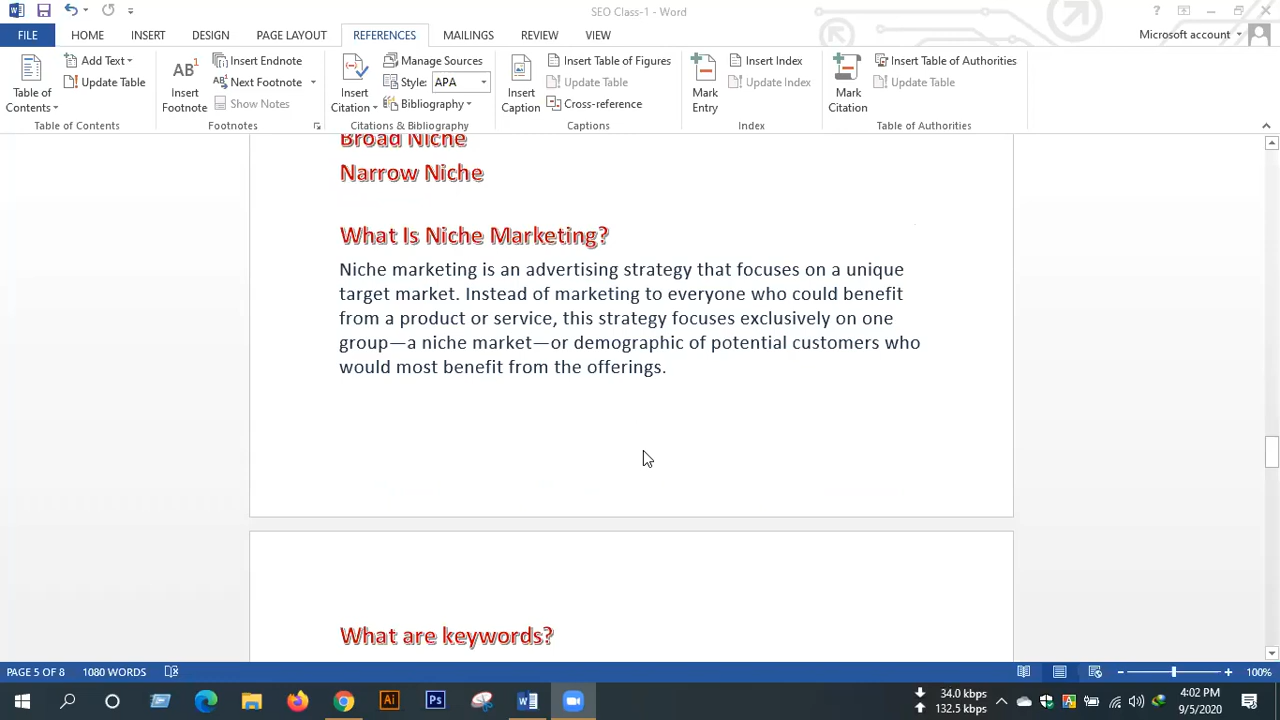 SEO Class-1 - Word
FILE HOME INSERT DESIGN PAGE LAYOUT REFERENCES MAILINGS REVIEW VIEW Microsoft account
Table of Contents
Add Text
Update Table
Table of Contents
AB1
Insert Footnote
Insert Endnote
Next Footnote
Show Notes
Footnotes
Insert Citation
Manage Sources
Style: APA
Bibliography
Citations & Bibliography
Insert Caption
Insert Table of Figures
Update Table
Cross-reference
Captions
Mark Entry
Insert Index
Update Index
Index
Mark Citation
Insert Table of Authorities
Update Table
Table of Authorities
Broad Niche
Narrow Niche
What Is Niche Marketing?
Niche marketing is an advertising strategy that focuses on a unique
target market. Instead of marketing to everyone who could benefit
from a product or service, this strategy focuses exclusively on one
group—a niche market—or demographic of potential customers who
would most benefit from the offerings.
What are keywords?
PAGE 5 OF 8 1080 WORDS 100%
Ai Ps
34.0 kbps
132.5 kbps
4:02 PM
9/5/2020